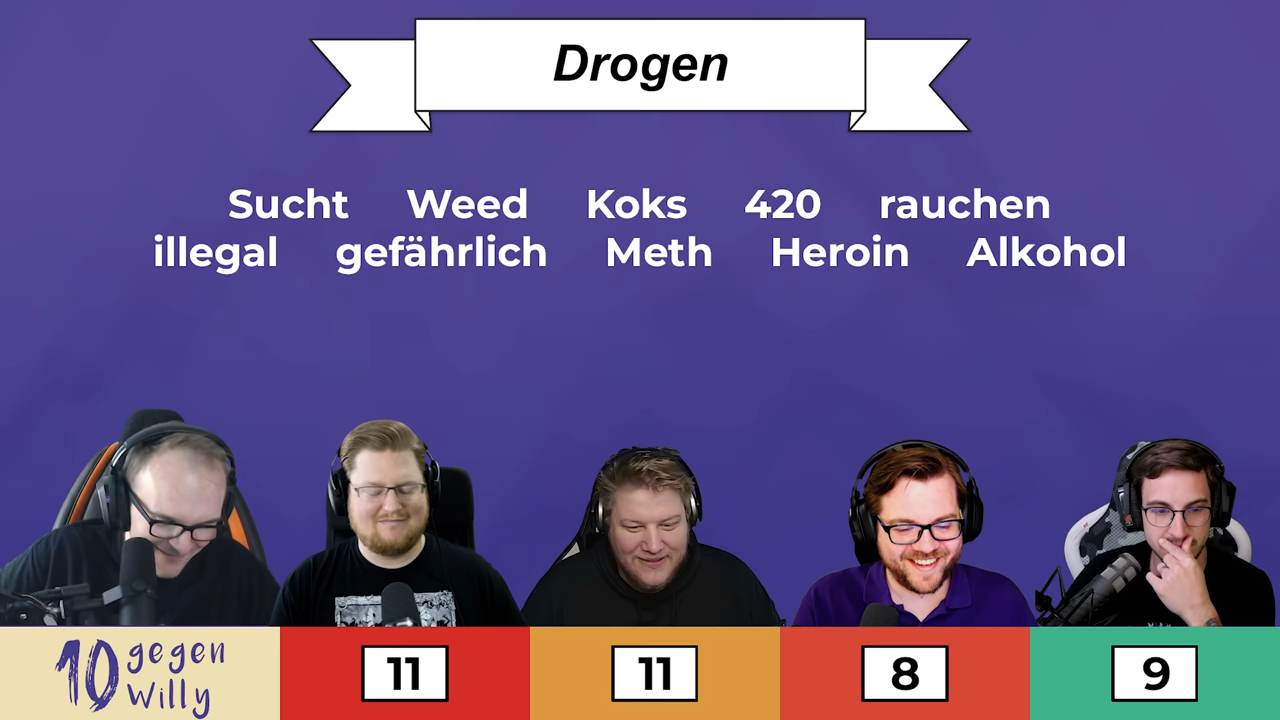 Drogen
Sucht Weed Koks 420 rauchen
illegal gefährlich Meth Heroin Alkohol
10 gegen
Willy
11
11
8
9